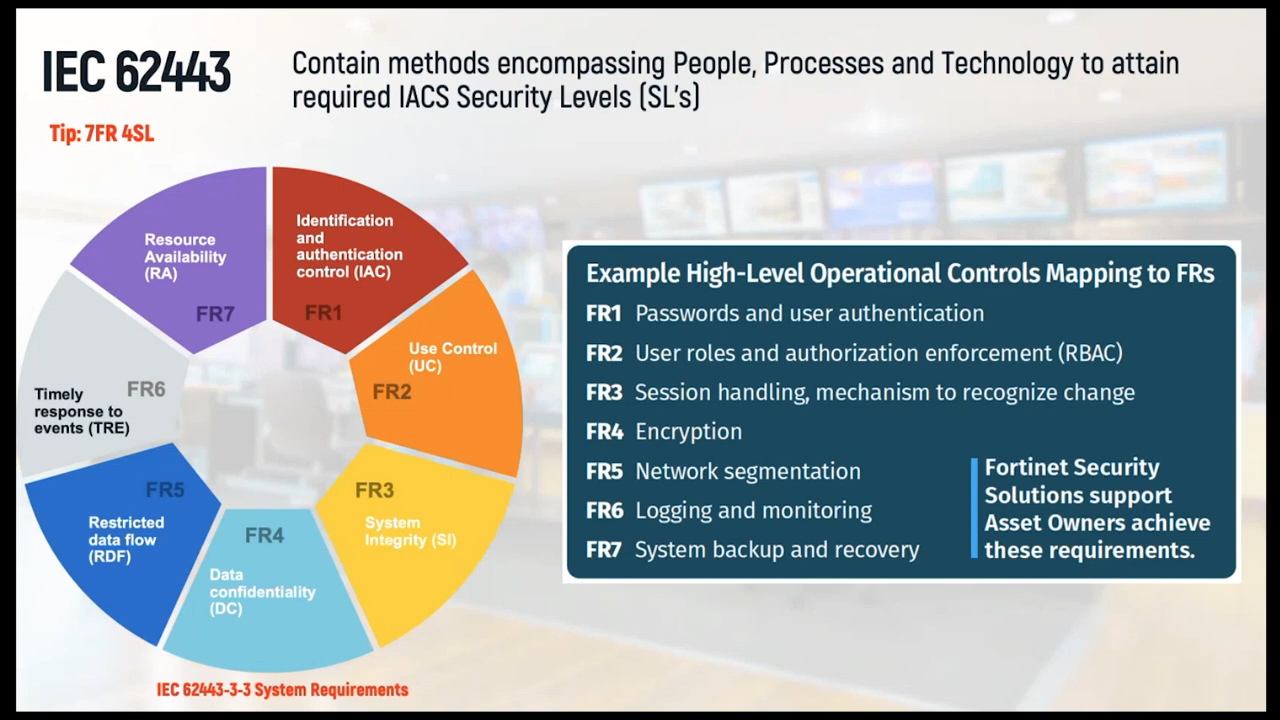 IEC 62443
Contain methods encompassing People, Processes and Technology to attain
required IACS Security Levels (SL's)
Tip: 7FR 4SL
Identification
and
authentication
control (IAC)
FR1
Use Control
(UC)
FR2
FR3
System
Integrity (SI)
FR4
Data
confidentiality
(DC)
FR5
Restricted
data flow
(RDF)
FR6
Timely
response to
events (TRE)
Resource
Availability
(RA)
FR7
IEC 62443-3-3 System Requirements
Example High-Level Operational Controls Mapping to FRs
FR1 Passwords and user authentication
FR2 User roles and authorization enforcement (RBAC)
FR3 Session handling, mechanism to recognize change
FR4 Encryption
FR5 Network segmentation
FR6 Logging and monitoring
FR7 System backup and recovery
Fortinet Security
Solutions support
Asset Owners achieve
these requirements.